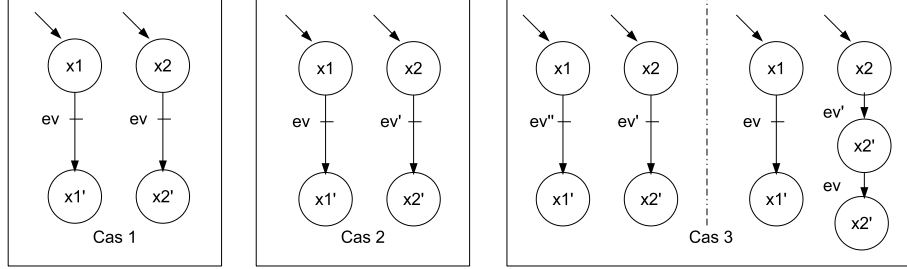 x1 x2
ev ev
x1' x2'
Cas 1
x1 x2
ev ev'
x1' x2'
Cas 2
x1 x2
ev'' ev'
x1' x2'
x1 x2
ev'
ev
x2'
ev
x1'
x2'
Cas 3